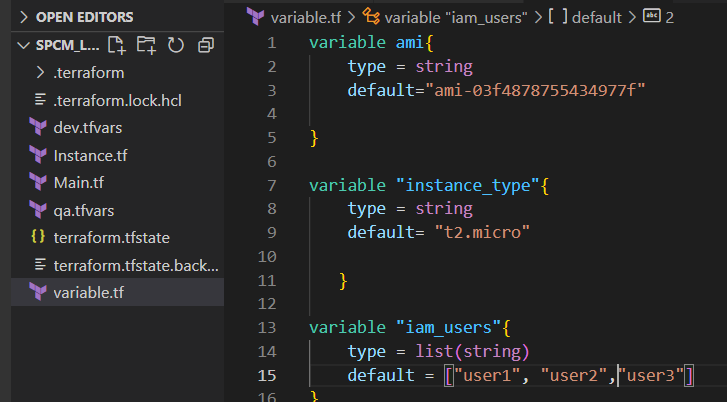 OPEN EDITORS
SPCM_L...
.terraform
.terraform.lock.hcl
dev.tfvars
Instance.tf
Main.tf
qa.tfvars
terraform.tfstate
terraform.tfstate.back...
variable.tf
variable.tf > variable "iam_users" > [ ] default > abc 2
1 variable ami{
2     type = string
3     default="ami-03f4878755434977f"
4
5 }
6
7 variable "instance_type"{
8     type = string
9     default= "t2.micro"
10
11    }
12
13 variable "iam_users"{
14     type = list(string)
15     default = ["user1", "user2","user3"]
16 }